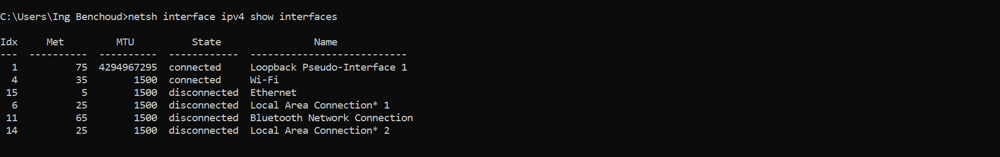 C:\Users\Ing Benchoud>netsh interface ipv4 show interfaces
Idx     Met         MTU          State                Name
---  ----------  ----------  ------------  ---------------------------
  1          75  4294967295  connected     Loopback Pseudo-Interface 1
  4          35        1500  connected     Wi-Fi
 15           5        1500  disconnected  Ethernet
  6          25        1500  disconnected  Local Area Connection* 1
 11          65        1500  disconnected  Bluetooth Network Connection
 14          25        1500  disconnected  Local Area Connection* 2